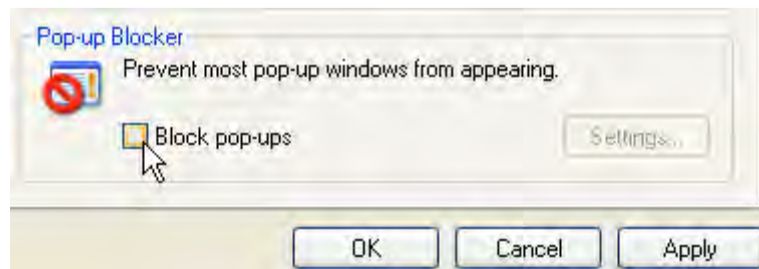 Pop-up Blocker
Prevent most pop-up windows from appearing.
Block pop-ups
Settings...
OK
Cancel
Apply